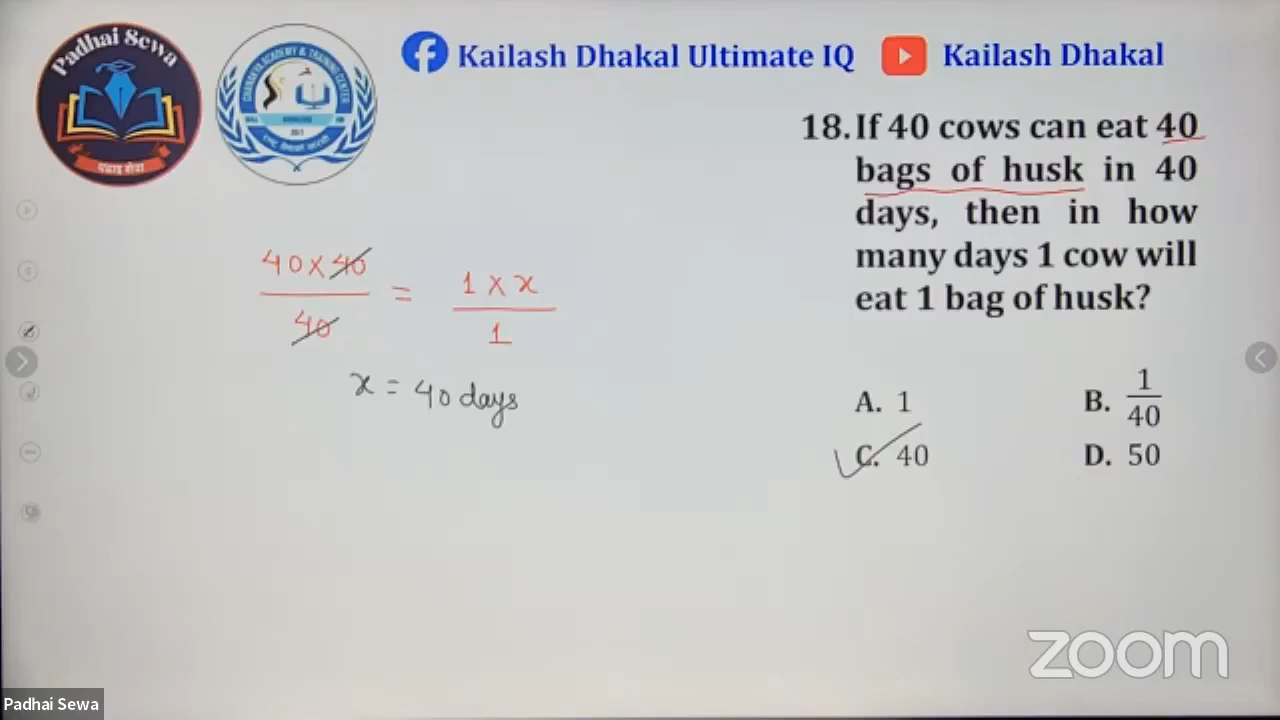 Padhai Sewa
पढाइ सेवा
Kailash Dhakal Ultimate IQ
Kailash Dhakal
18. If 40 cows can eat 40
bags of husk in 40
days, then in how
many days 1 cow will
eat 1 bag of husk?
A. 1
B. 1/40
C. 40
D. 50
40 x 40 / 40 = 1 x x / 1
x = 40 days
zoom
Padhai Sewa